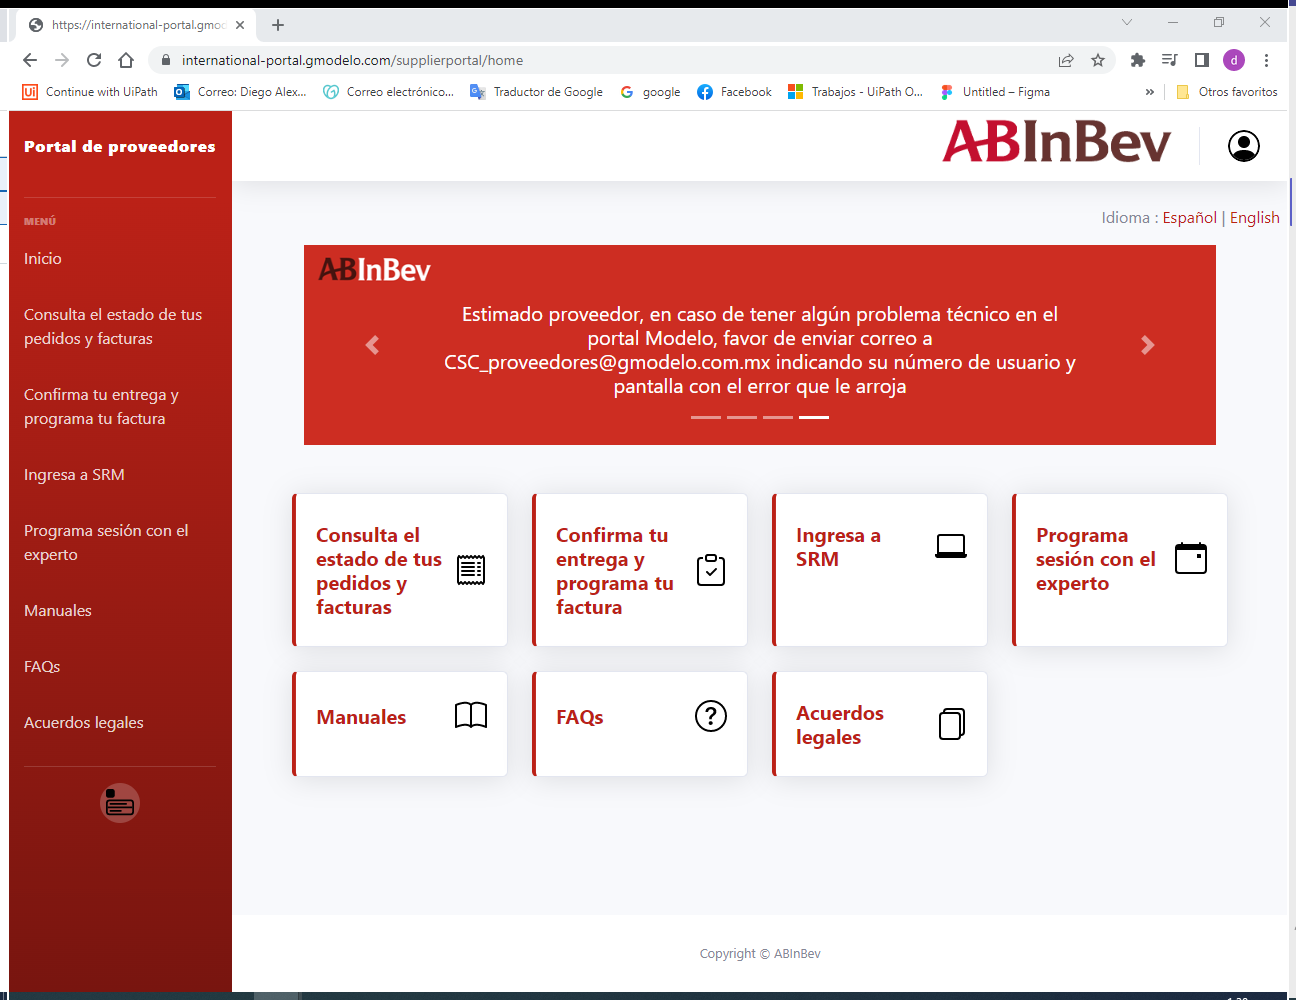 https://international-portal.gmoc
international-portal.gmodelo.com/supplierportal/home
d
Continue with UiPath
Correo: Diego Alex...
Correo electrónico...
Traductor de Google
google
Facebook
Trabajos - UiPath O...
Untitled – Figma
»
Otros favoritos
Portal de proveedores
ABInBev
MENÚ
Inicio
Consulta el estado de tus
pedidos y facturas
Confirma tu entrega y
programa tu factura
Ingresa a SRM
Programa sesión con el
experto
Manuales
FAQs
Acuerdos legales
Idioma : Español | English
ABInBev
Estimado proveedor, en caso de tener algún problema técnico en el
portal Modelo, favor de enviar correo a
CSC_proveedores@gmodelo.com.mx indicando su número de usuario y
pantalla con el error que le arroja
Consulta el
estado de tus
pedidos y
facturas
Confirma tu
entrega y
programa tu
factura
Ingresa a
SRM
Programa
sesión con el
experto
Manuales
FAQs
Acuerdos
legales
Copyright © ABInBev